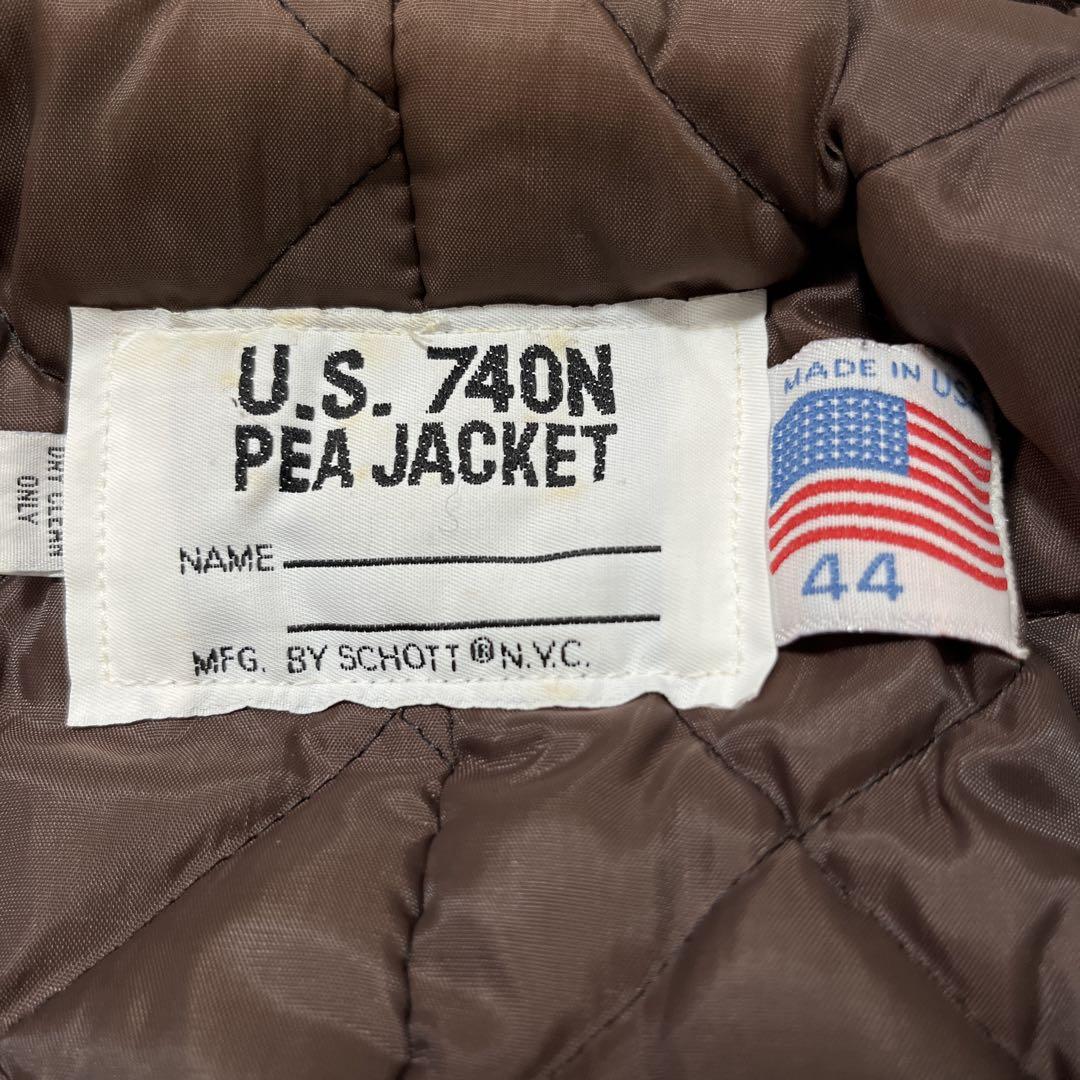 U.S. 740N
PEA JACKET
NAME
MFG. BY SCHOTT ® N.Y.C.
MADE IN USA
44
DRY CLEAN
ONLY